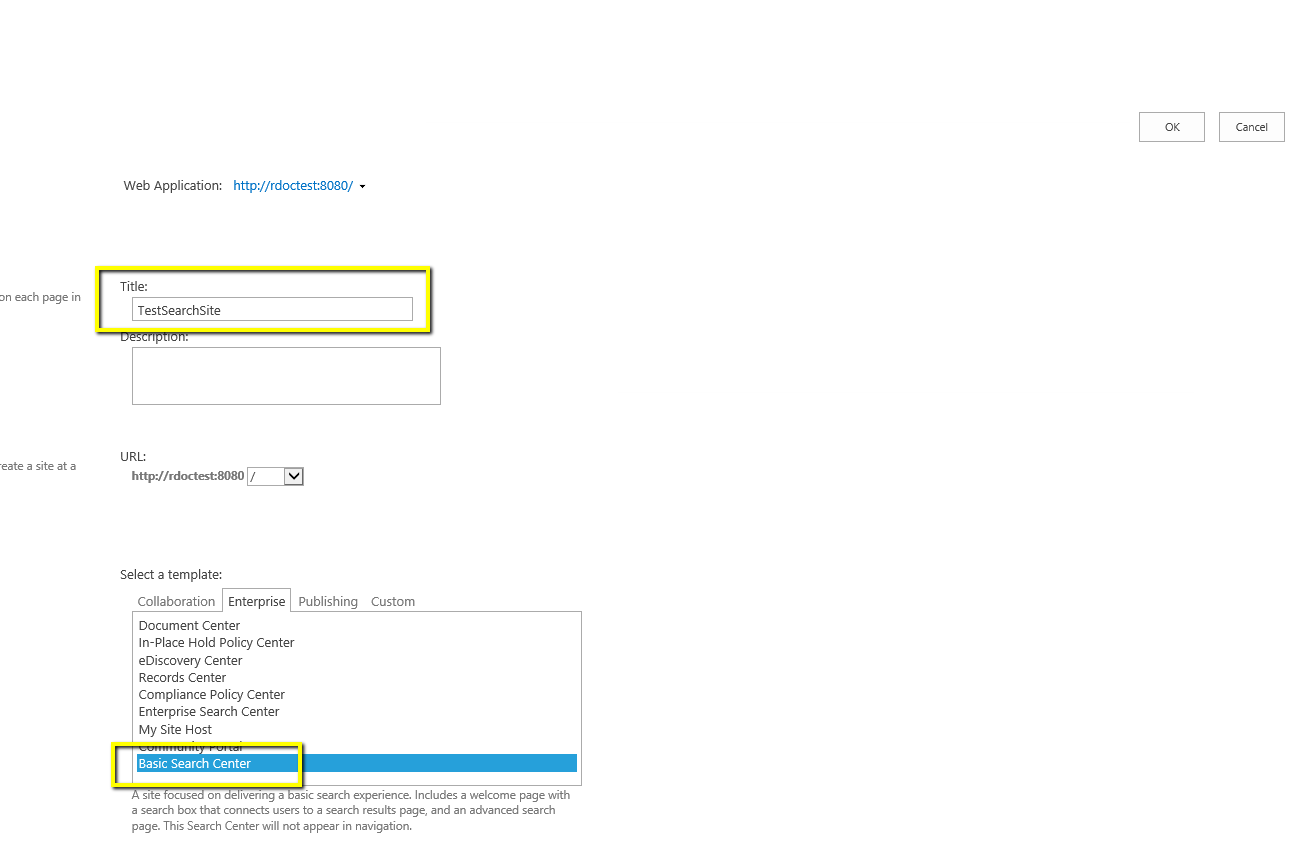 OK Cancel
Web Application: http://rdoctest:8080/
Title:
on each page in
TestSearchSite
Description:
URL:
reate a site at a
http://rdoctest:8080 /
Select a template:
Collaboration Enterprise Publishing Custom
Document Center
In-Place Hold Policy Center
eDiscovery Center
Records Center
Compliance Policy Center
Enterprise Search Center
My Site Host
Community Portal
Basic Search Center
A site focused on delivering a basic search experience. Includes a welcome page with
a search box that connects users to a search results page, and an advanced search
page. This Search Center will not appear in navigation.